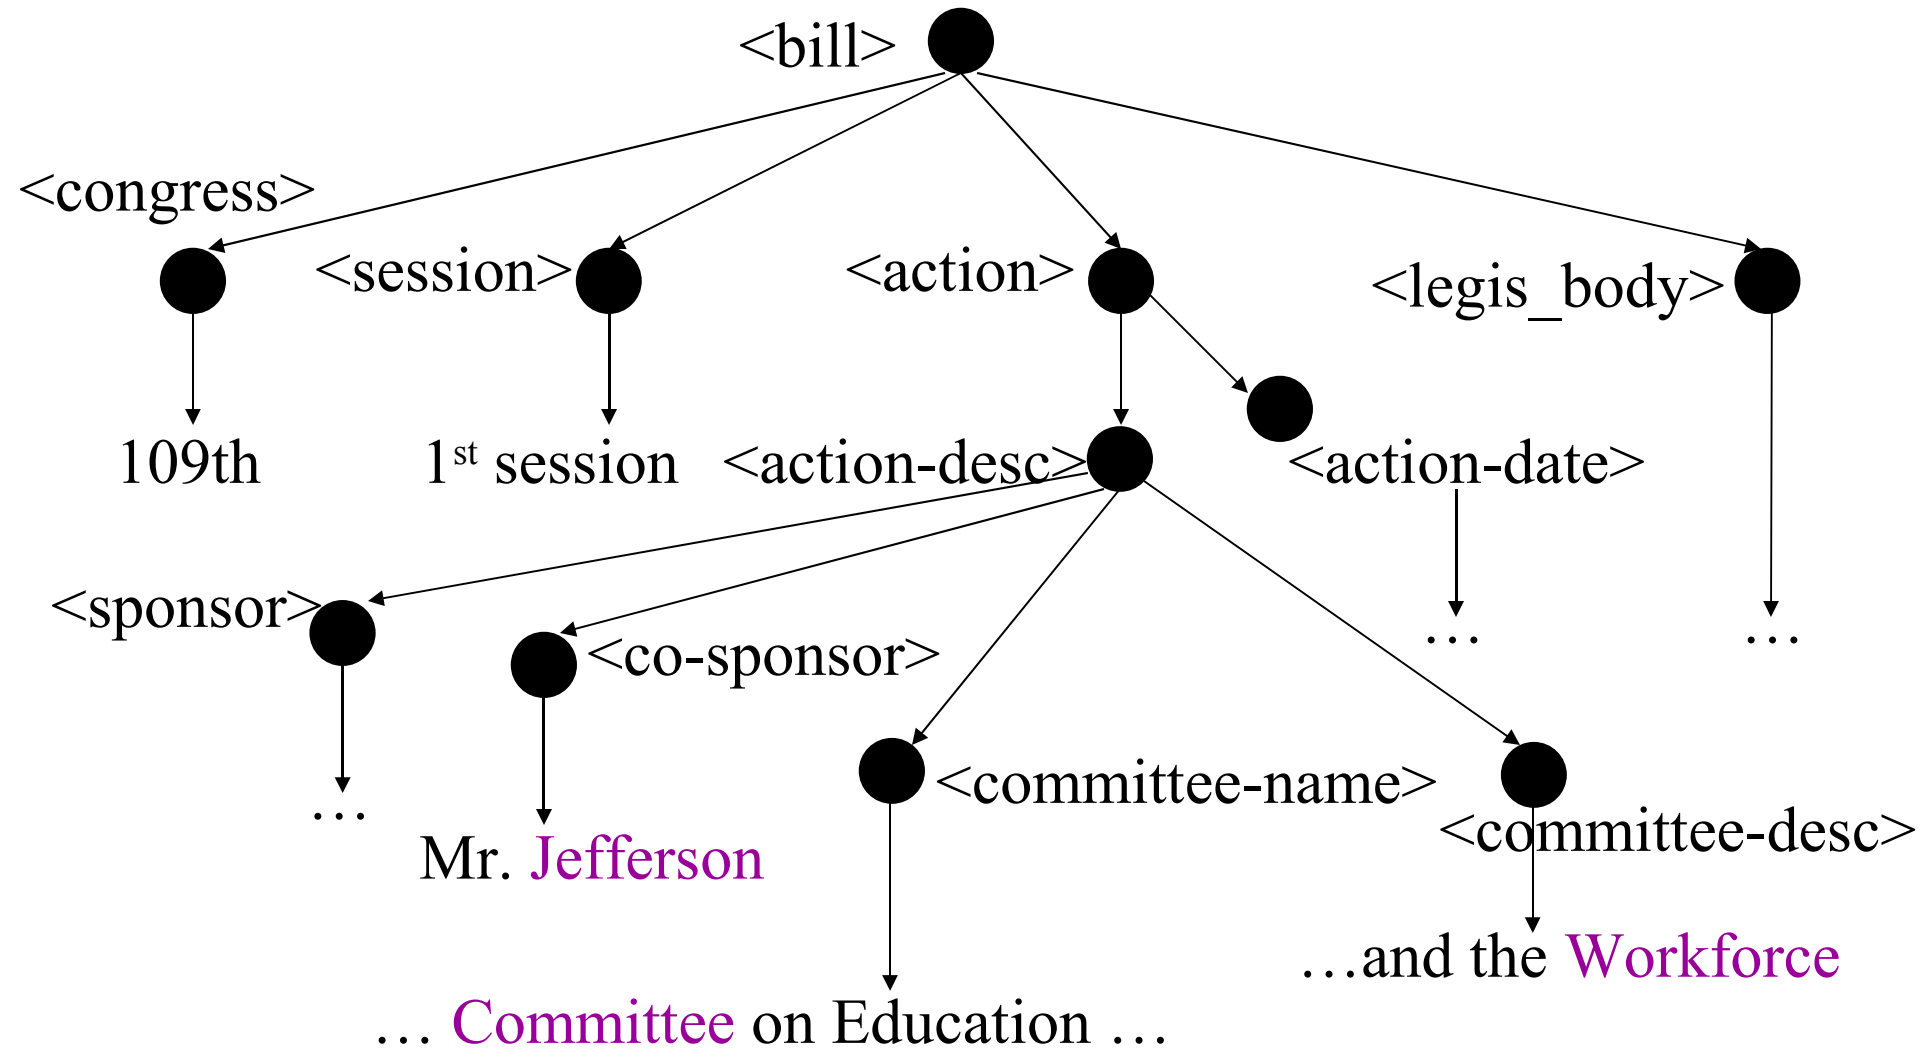 <bill>
<congress>
<session>
<action>
<legis_body>
109th
1st session
<action-desc>
<action-date>
<sponsor>
<co-sponsor>
…
…
<committee-name>
…
<committee-desc>
Mr. Jefferson
…and the Workforce
… Committee on Education …